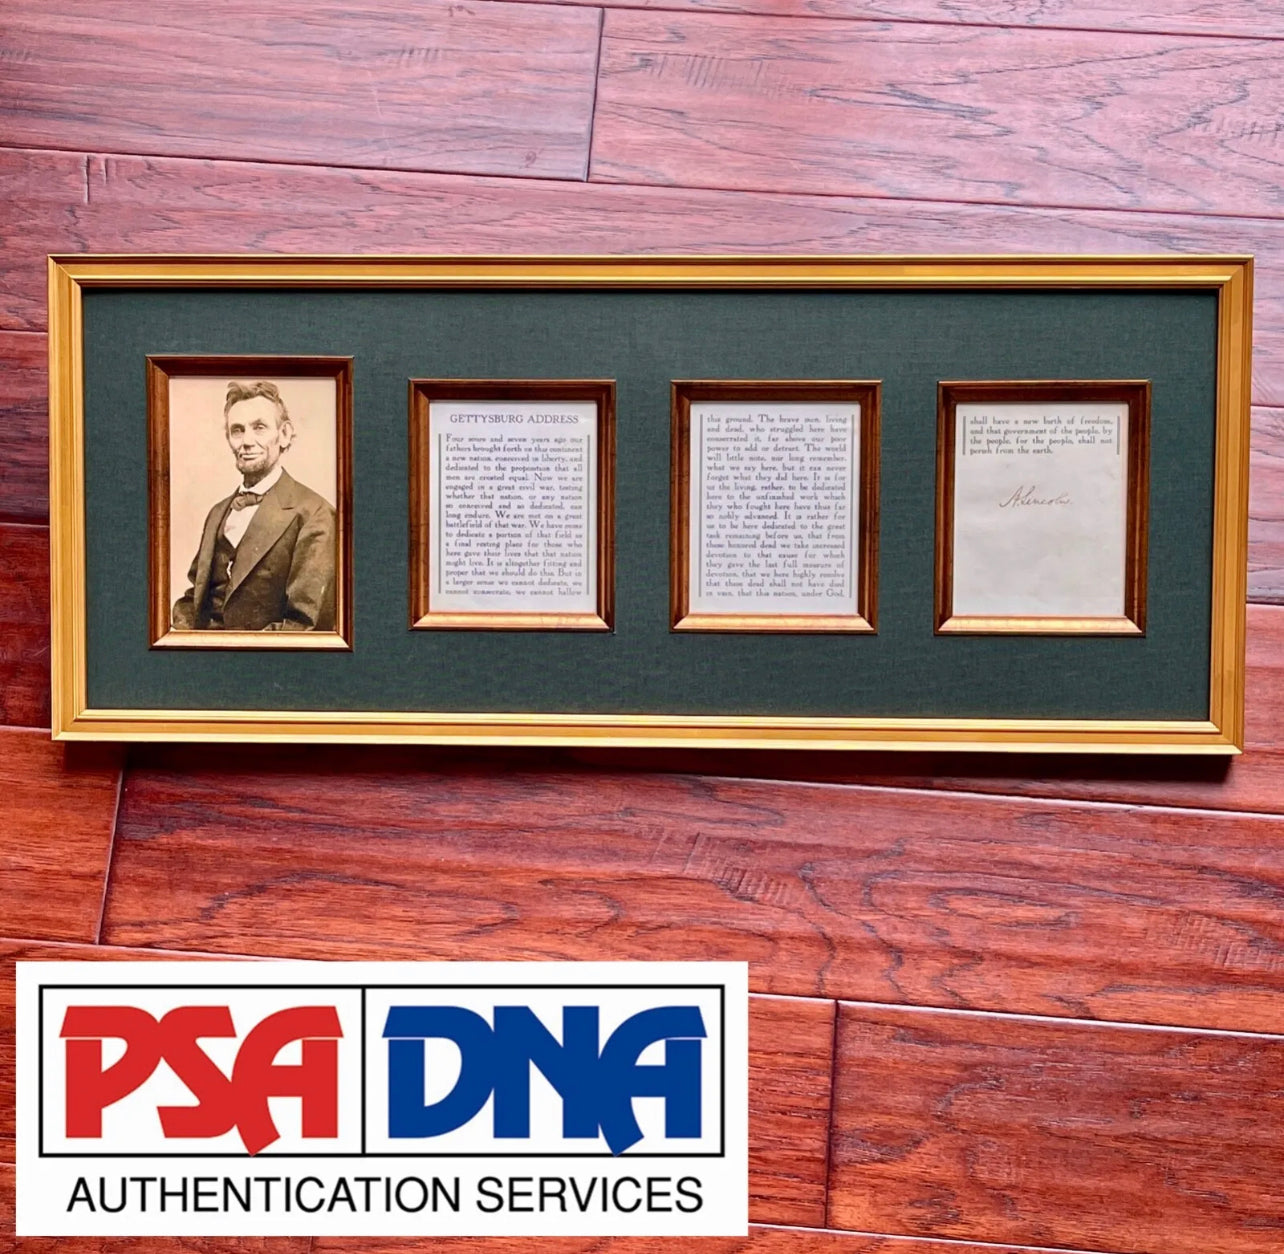 GETTYSBURG ADDRESS
Four score and seven years ago our
fathers brought forth on this continent
a new nation, conceived in liberty, and
dedicated to the proposition that all
men are created equal. Now we are
engaged in a great civil war, testing
whether that nation, or any nation
so conceived and so dedicated, can
long endure. We are met on a great
battlefield of that war. We have come
to dedicate a portion of that field as
a final resting place for those who
here gave their lives that that nation
might live. It is altogether fitting and
proper that we should do this. But in
a larger sense we cannot dedicate, we
cannot consecrate, we cannot hallow
this ground. The brave men, living
and dead, who struggled here have
consecrated it, far above our poor
power to add or detract. The world
will little note, nor long remember,
what we say here, but it can never
forget what they did here. It is for
us the living, rather, to be dedicated
here to the unfinished work which
they who fought here have thus far
so nobly advanced. It is rather for
us to be here dedicated to the great
task remaining before us, that from
these honored dead we take increased
devotion to that cause for which
they gave the last full measure of
devotion, that we here highly resolve
that these dead shall not have died
in vain, that this nation, under God,
shall have a new birth of freedom,
and that government of the people, by
the people, for the people, shall not
perish from the earth.
A. Lincoln
PSA DNA
AUTHENTICATION SERVICES